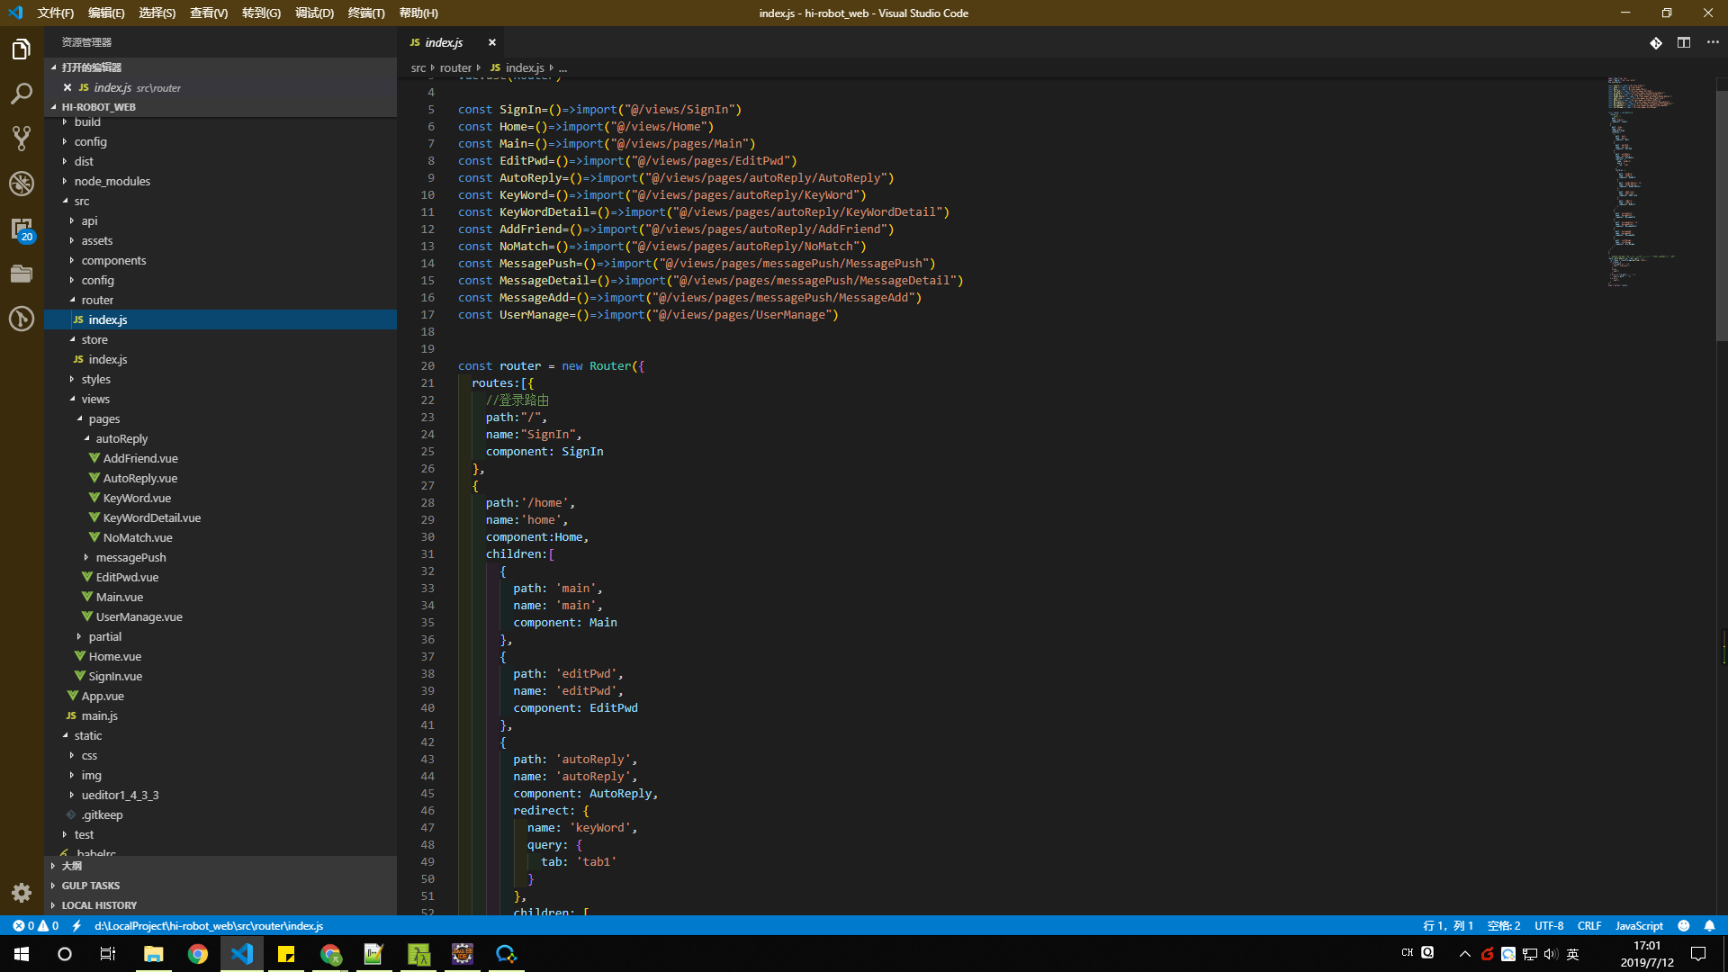 文件(F) 编辑(E) 选择(S) 查看(V) 转到(G) 调试(D) 终端(T) 帮助(H)
index.js - hi-robot_web - Visual Studio Code
资源管理器
打开的编辑器
JS index.js src\router
HI-ROBOT_WEB
build
config
dist
node_modules
src
api
assets
components
config
router
JS index.js
store
JS index.js
styles
views
pages
autoReply
AddFriend.vue
AutoReply.vue
KeyWord.vue
KeyWordDetail.vue
NoMatch.vue
messagePush
EditPwd.vue
Main.vue
UserManage.vue
partial
Home.vue
SignIn.vue
App.vue
JS main.js
static
css
img
ueditor1_4_3_3
.gitkeep
test
.babelrc
大纲
GULP TASKS
LOCAL HISTORY
20
JS index.js
src router JS index.js ...
4
5 const SignIn=()=>import("@/views/SignIn")
6 const Home=()=>import("@/views/Home")
7 const Main=()=>import("@/views/pages/Main")
8 const EditPwd=()=>import("@/views/pages/EditPwd")
9 const AutoReply=()=>import("@/views/pages/autoReply/AutoReply")
10 const KeyWord=()=>import("@/views/pages/autoReply/KeyWord")
11 const KeyWordDetail=()=>import("@/views/pages/autoReply/KeyWordDetail")
12 const AddFriend=()=>import("@/views/pages/autoReply/AddFriend")
13 const NoMatch=()=>import("@/views/pages/autoReply/NoMatch")
14 const MessagePush=()=>import("@/views/pages/messagePush/MessagePush")
15 const MessageDetail=()=>import("@/views/pages/messagePush/MessageDetail")
16 const MessageAdd=()=>import("@/views/pages/messagePush/MessageAdd")
17 const UserManage=()=>import("@/views/pages/UserManage")
18
19
20 const router = new Router({
21 routes:[{
22 //登录路由
23 path:"/",
24 name:"SignIn",
25 component: SignIn
26 },
27 {
28 path:'/home',
29 name:'home',
30 component:Home,
31 children:[
32 {
33 path: 'main',
34 name: 'main',
35 component: Main
36 },
37 {
38 path: 'editPwd',
39 name: 'editPwd',
40 component: EditPwd
41 },
42 {
43 path: 'autoReply',
44 name: 'autoReply',
45 component: AutoReply,
46 redirect: {
47 name: 'keyWord',
48 query: {
49 tab: 'tab1'
50 }
51 },
52 children: [
0 0 d:\LocalProject\hi-robot_web\src\router\index.js
行 1，列 1 空格: 2 UTF-8 CRLF JavaScript
CH 英
17:01
2019/7/12